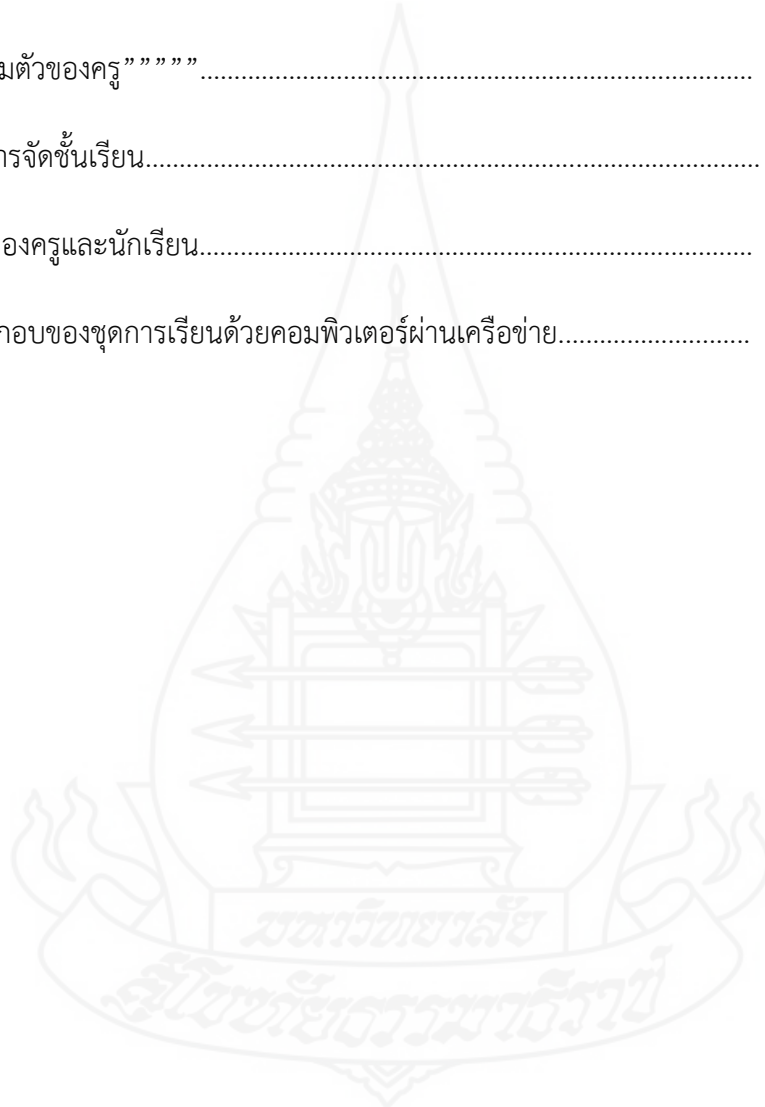 มตัวของครู”””””......................................................................................
ารจัดชั้นเรียน...............................................................................................
องครูและนักเรียน......................................................................................
กอบของชุดการเรียนด้วยคอมพิวเตอร์ผ่านเครือข่าย..............................
มหาวิทยาลัย
สุโขทัยธรรมาธิราช